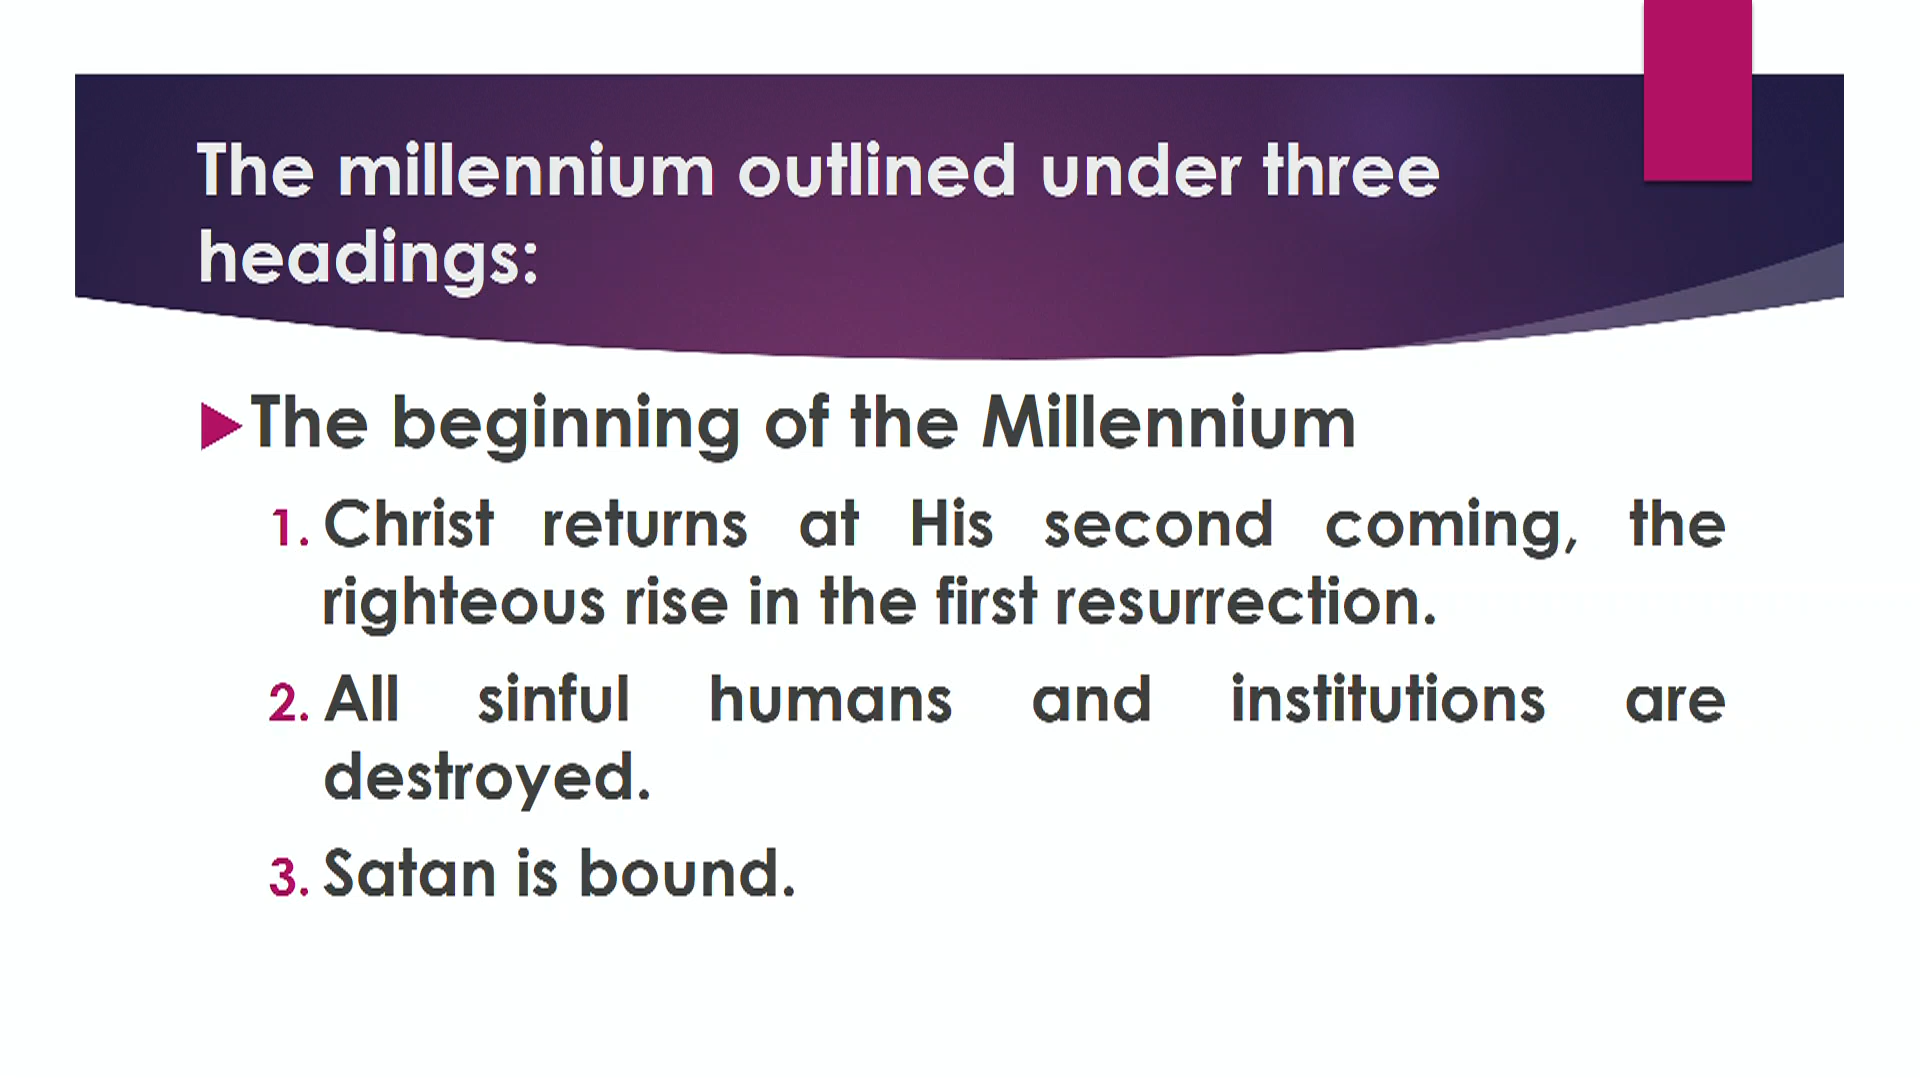 The millennium outlined under three
headings:
The beginning of the Millennium
1. Christ returns at His second coming, the
righteous rise in the first resurrection.
2. All sinful humans and institutions are
destroyed.
3. Satan is bound.